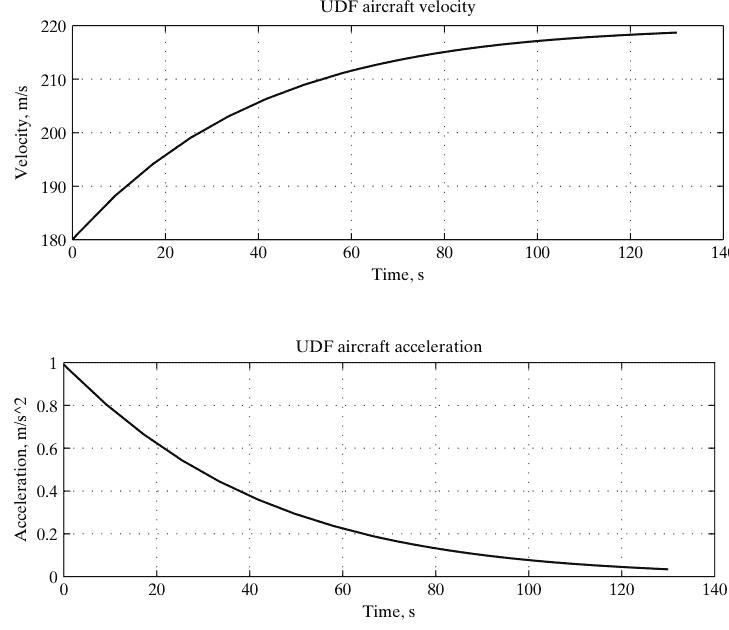 UDF aircraft velocity
220
210
200
190
180
Velocity, m/s
0 20 40 60 80 100 120 140
Time, s
UDF aircraft acceleration
1
0.8
0.6
0.4
0.2
0
Acceleration, m/s^2
0 20 40 60 80 100 120 140
Time, s